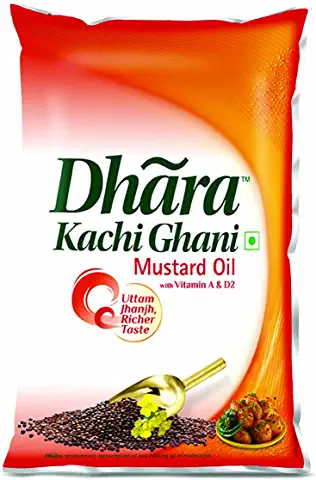 Dhāra™
Kachi Ghani
Mustard Oil
with Vitamin A & D2
Uttam
Jhanjh,
Richer
Taste